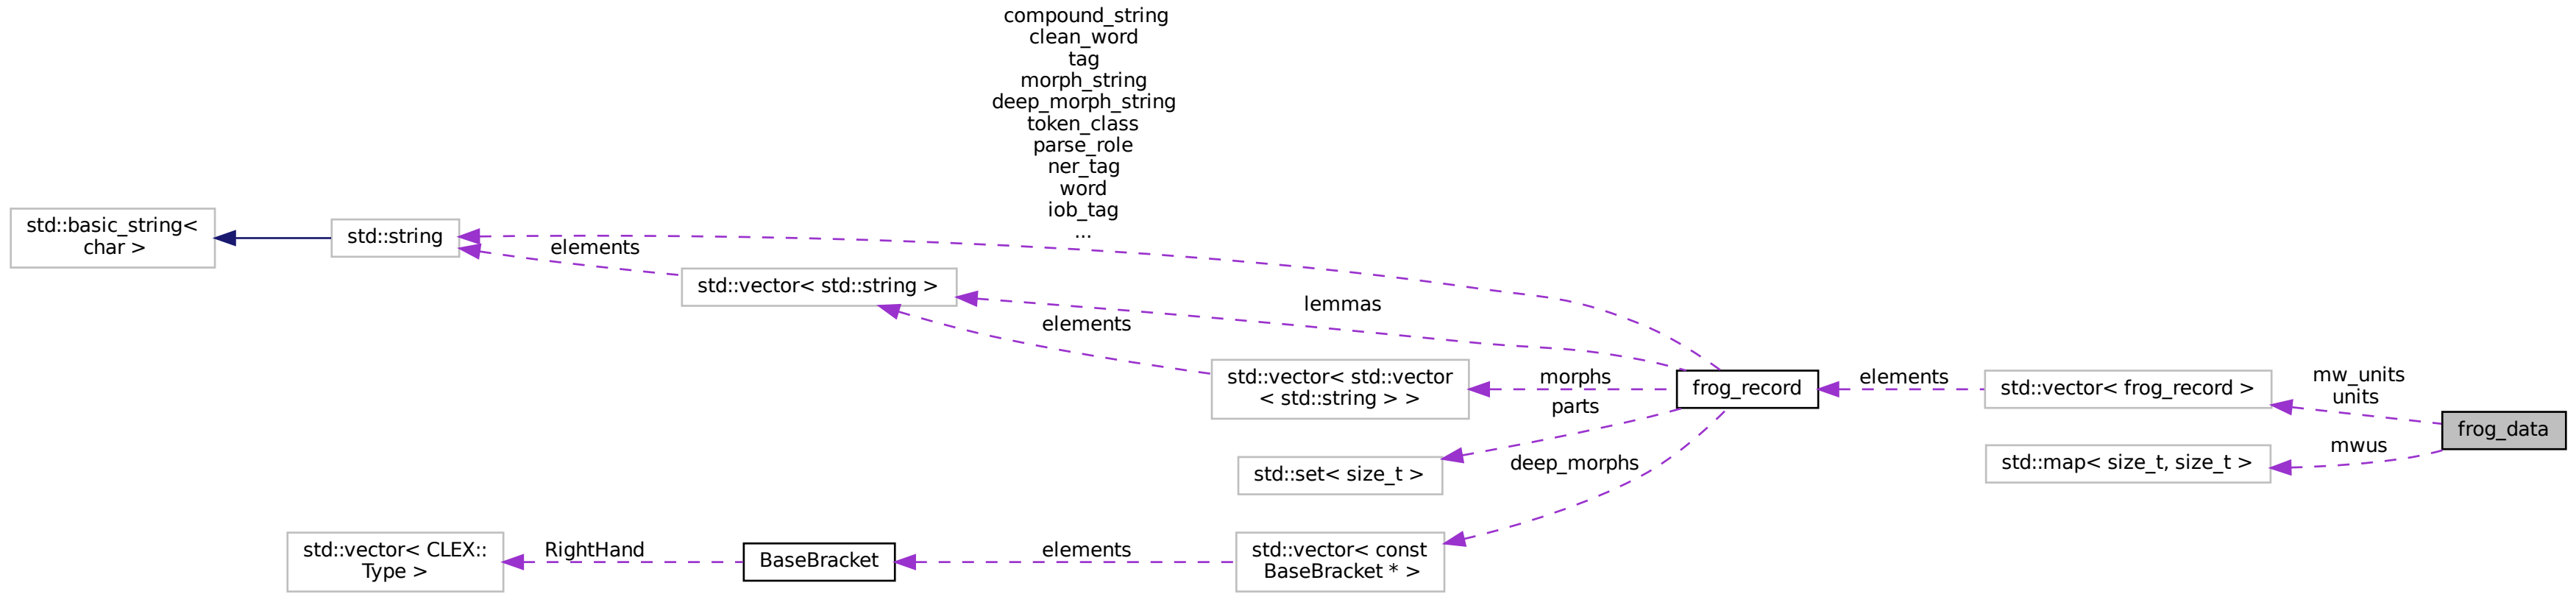 compound_string
clean_word
tag
morph_string
deep_morph_string
token_class
parse_role
ner_tag
word
iob_tag
...
std::basic_string<
char >
std::string
elements
std::vector< std::string >
lemmas
elements
std::vector< std::vector
< std::string > >
morphs
parts
frog_record
elements
std::vector< frog_record >
mw_units
units
frog_data
mwus
std::map< size_t, size_t >
std::set< size_t >
deep_morphs
std::vector< CLEX::
Type >
RightHand
BaseBracket
elements
std::vector< const
BaseBracket * >